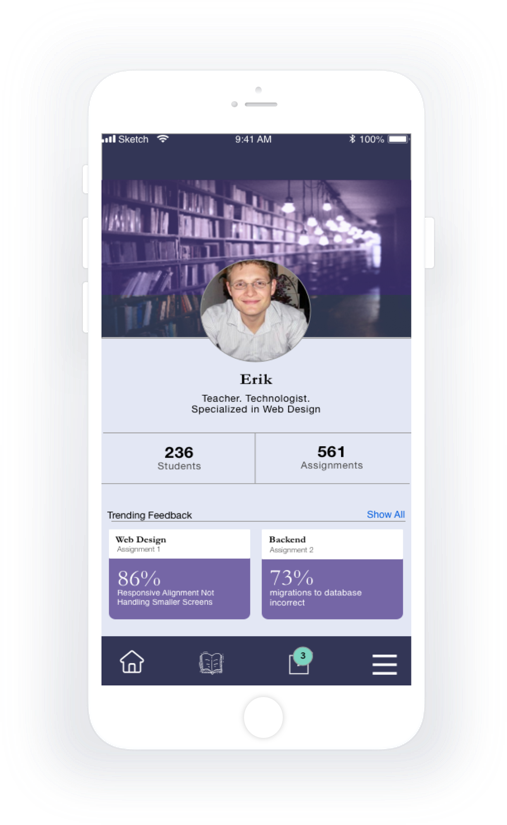 Sketch 9:41 AM 100%
Erik
Teacher. Technologist.
Specialized in Web Design
236 561
Students Assignments
Trending Feedback Show All
Web Design
Assignment 1
86%
Responsive Alignment Not
Handling Smaller Screens
Backend
Assignment 2
73%
migrations to database
incorrect
3